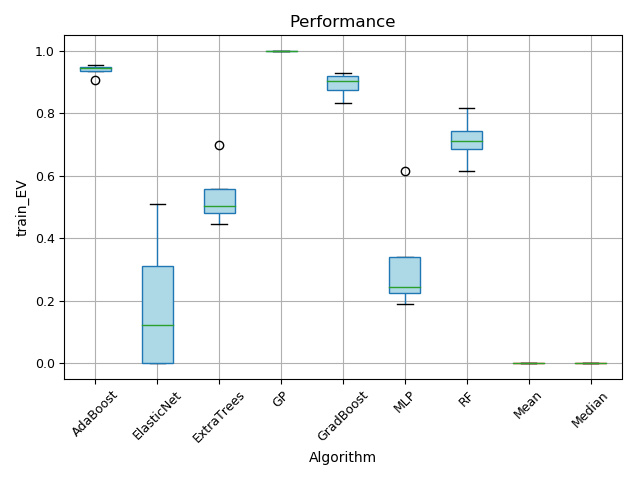 Performance
train_EV
1.0
0.8
0.6
0.4
0.2
0.0
AdaBoost
ElasticNet
ExtraTrees
GP
GradBoost
MLP
RF
Mean
Median
Algorithm